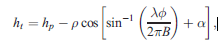 h_t = h_p − ρ cos[sin⁻¹(λϕ/2πB) + α],